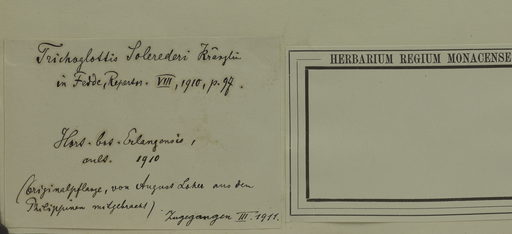 Trichoglottis Solerederi Kränzlin
in Fedde, Repertor. VIII, 1910, p. 97.
Hort. bot. Erlangensis,
cult. 1910
(Originalpflanze, von August Loher aus den
Philippinen mitgebracht)
Zugegangen III. 1911.
HERBARIUM REGIUM MONACENSE